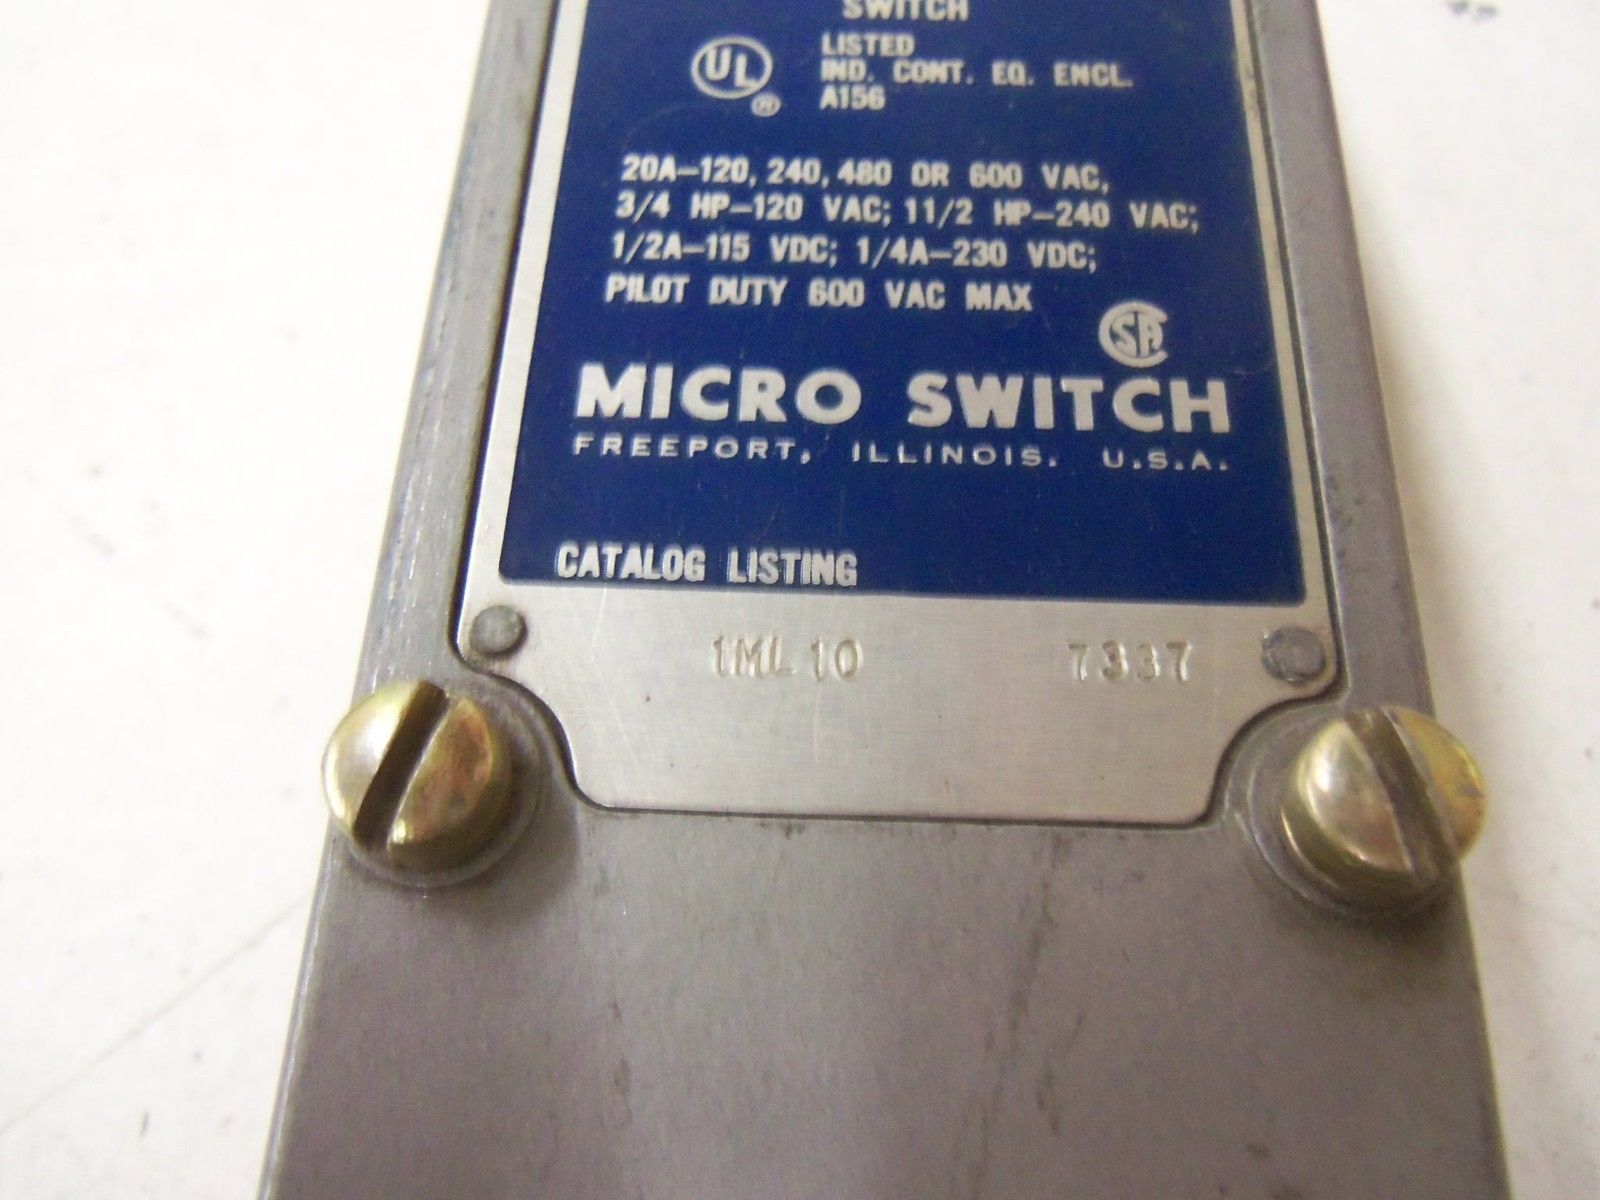 SWITCH
UL
®
LISTED
IND. CONT. EQ. ENCL.
A156
20A-120, 240, 480 OR 600 VAC,
3/4 HP-120 VAC; 11/2 HP-240 VAC;
1/2A-115 VDC; 1/4A-230 VDC;
PILOT DUTY 600 VAC MAX
CSA
MICRO SWITCH
FREEPORT, ILLINOIS. U.S.A.
CATALOG LISTING
1ML10 7337